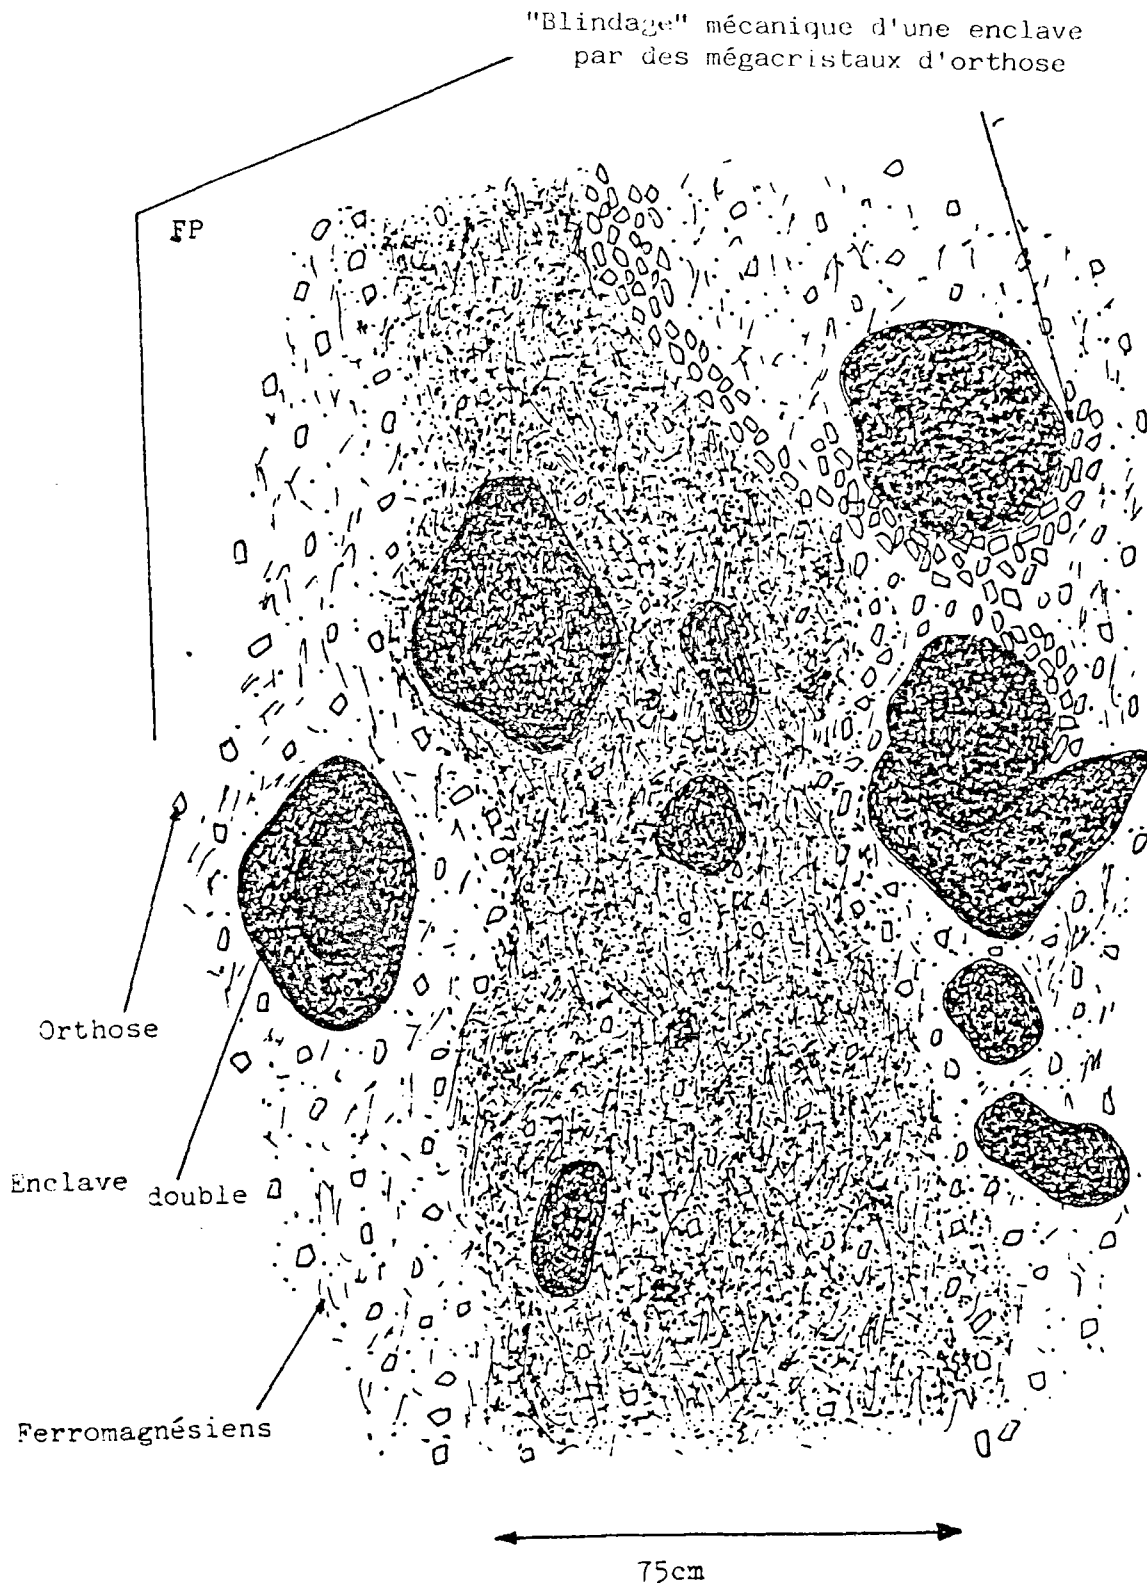 "Blindage" mécanique d'une enclave
par des mégacristaux d'orthose
FP
Orthose
Enclave double
Ferromagnésiens
75cm